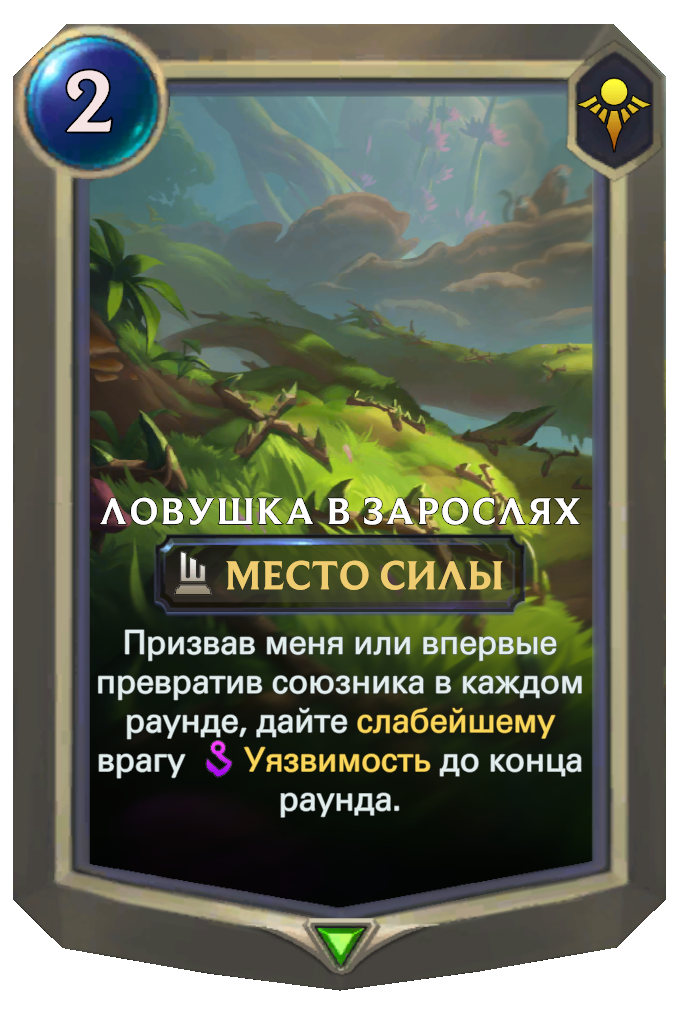 2
ЛОВУШКА В ЗАРОСЛЯХ
МЕСТО СИЛЫ
Призвав меня или впервые
превратив союзника в каждом
раунде, дайте слабейшему
врагу Уязвимость до конца
раунда.